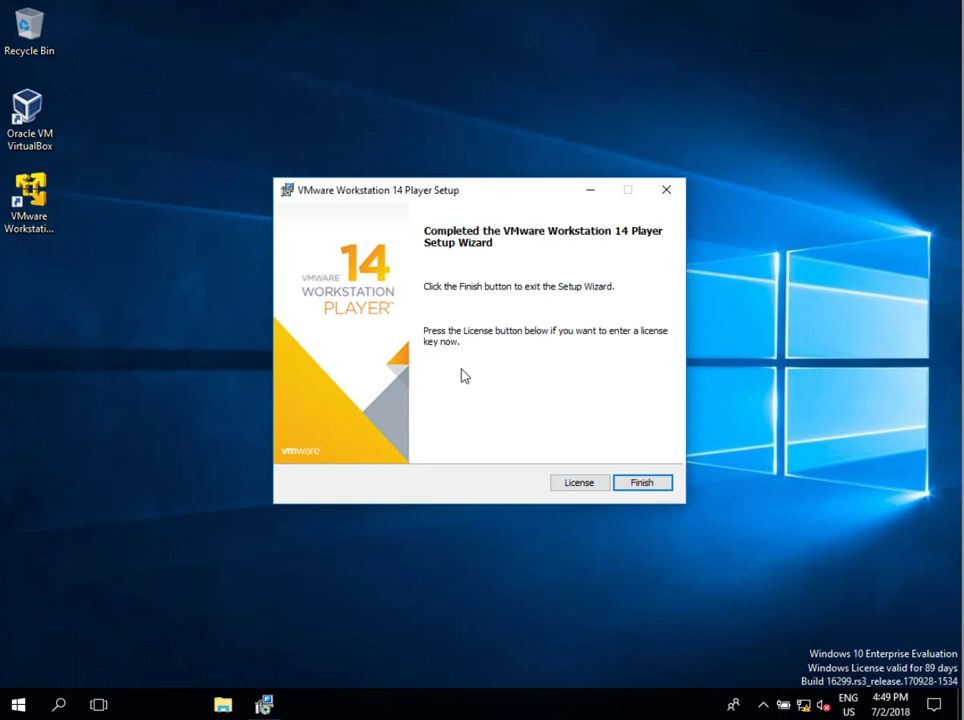 Recycle Bin
Oracle VM
VirtualBox
VMware
Workstati...
VMware Workstation 14 Player Setup
14
VMWARE
WORKSTATION
PLAYER™
vmware
Completed the VMware Workstation 14 Player
Setup Wizard
Click the Finish button to exit the Setup Wizard.
Press the License button below if you want to enter a license
key now.
License
Finish
Windows 10 Enterprise Evaluation
Windows License valid for 89 days
Build 16299.rs3_release.170928-1534
ENG
US
4:49 PM
7/2/2018